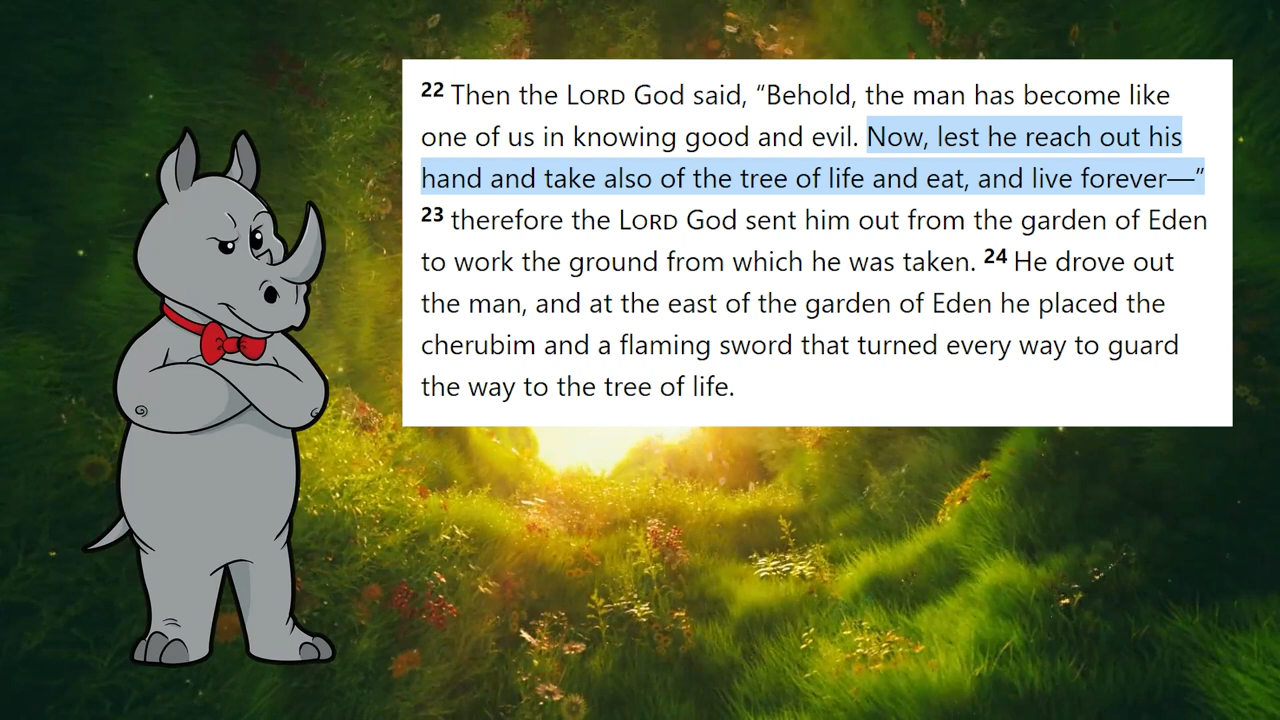 22 Then the LORD God said, “Behold, the man has become like
one of us in knowing good and evil. Now, lest he reach out his
hand and take also of the tree of life and eat, and live forever—”
23 therefore the LORD God sent him out from the garden of Eden
to work the ground from which he was taken. 24 He drove out
the man, and at the east of the garden of Eden he placed the
cherubim and a flaming sword that turned every way to guard
the way to the tree of life.